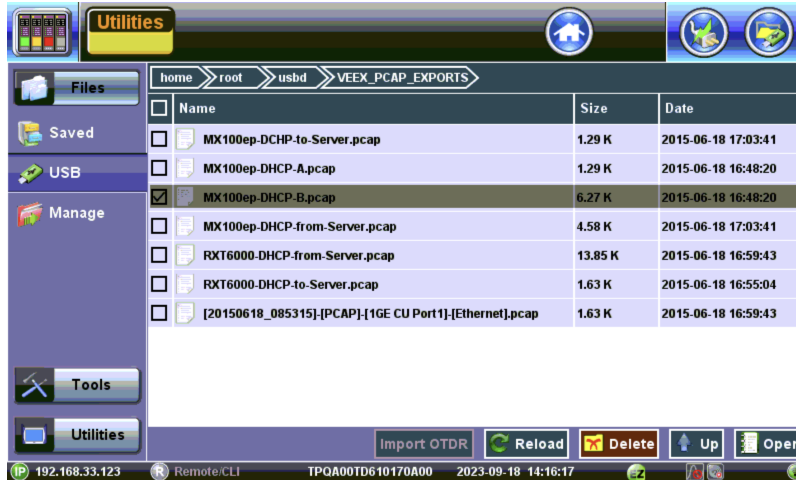 Utilities
Files
Saved
USB
Manage
Tools
Utilities
home root usbd VEEX_PCAP_EXPORTS
Name Size Date
MX100ep-DCHP-to-Server.pcap 1.29 K 2015-06-18 17:03:41
MX100ep-DHCP-A.pcap 1.29 K 2015-06-18 16:48:20
MX100ep-DHCP-B.pcap 6.27 K 2015-06-18 16:48:20
MX100ep-DHCP-from-Server.pcap 4.58 K 2015-06-18 17:03:41
RXT6000-DHCP-from-Server.pcap 13.85 K 2015-06-18 16:59:43
RXT6000-DHCP-to-Server.pcap 1.63 K 2015-06-18 16:55:04
[20150618_085315]-[PCAP]-[1GE CU Port1]-[Ethernet].pcap 1.63 K 2015-06-18 16:59:43
Import OTDR Reload Delete Up Open
IP 192.168.33.123 R Remote/CLI TPQA00TD610170A00 2023-09-18 14:16:17 EZ